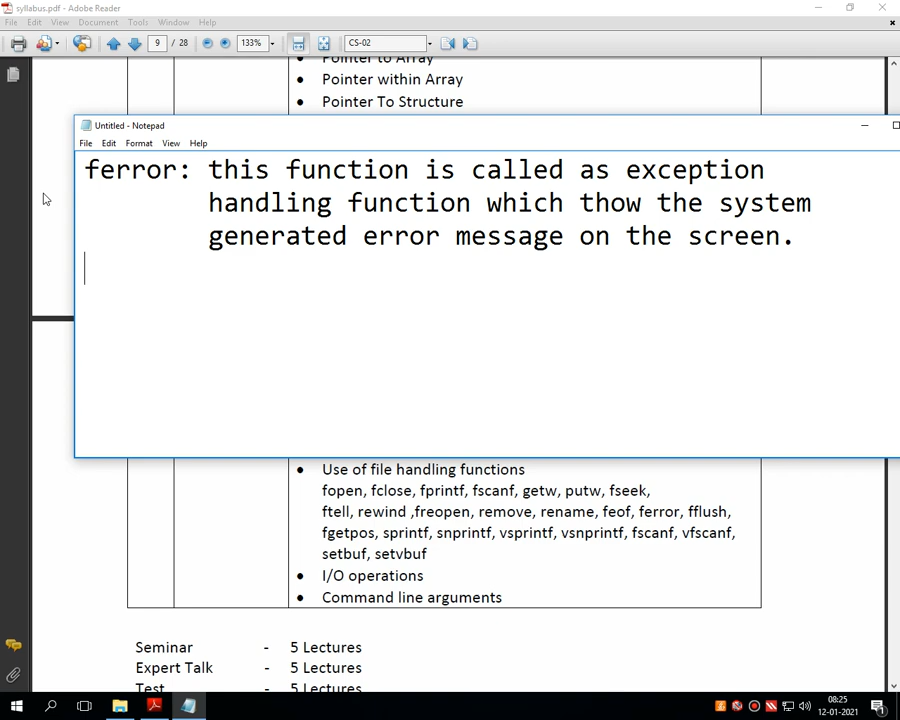 syllabus.pdf - Adobe Reader
File Edit View Document Tools Window Help
9 / 28 133% CS-02
Pointer to Array
• Pointer within Array
• Pointer To Structure
Untitled - Notepad
File Edit Format View Help
ferror: this function is called as exception
handling function which thow the system
generated error message on the screen.
• Use of file handling functions
fopen, fclose, fprintf, fscanf, getw, putw, fseek,
ftell, rewind ,freopen, remove, rename, feof, ferror, fflush,
fgetpos, sprintf, snprintf, vsprintf, vsnprintf, fscanf, vfscanf,
setbuf, setvbuf
• I/O operations
• Command line arguments
Seminar - 5 Lectures
Expert Talk - 5 Lectures
Test - 5 Lectures
08:25
12-01-2021